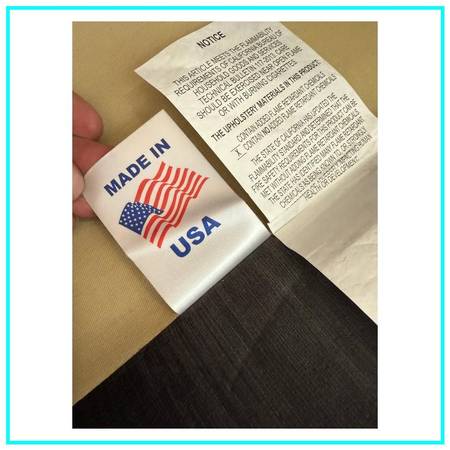 MADE IN
USA
NOTICE
THIS ARTICLE MEETS THE FLAMMABILITY
REQUIREMENTS OF CALIFORNIA BUREAU OF
HOUSEHOLD GOODS AND SERVICES
TECHNICAL BULLETIN 117-2013. CARE
SHOULD BE EXERCISED NEAR OPEN FLAME
OR WITH BURNING CIGARETTES.
THE UPHOLSTERY MATERIALS IN THIS PRODUCT:
CONTAIN ADDED FLAME RETARDANT CHEMICALS
X CONTAIN NO ADDED FLAME RETARDANT CHEMICALS
THE STATE OF CALIFORNIA HAS UPDATED THE
FLAMMABILITY STANDARD AND DETERMINED THAT THE
FIRE SAFETY REQUIREMENTS FOR THIS PRODUCT CAN BE
MET WITHOUT ADDING FLAME RETARDANT CHEMICALS.
THE STATE HAS IDENTIFIED MANY FLAME RETARDANT
CHEMICALS AS BEING KNOWN TO, OR STRONGLY
IMPACTING HUMAN
HEALTH OR DEVELOPMENT.